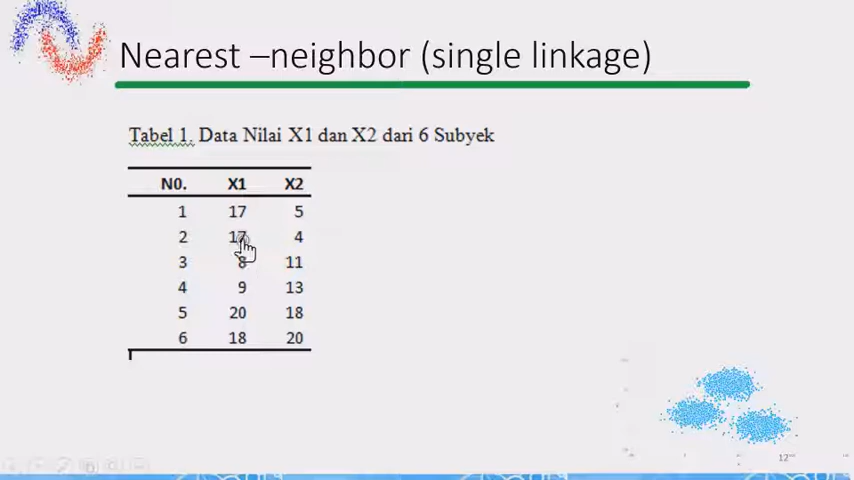 Nearest –neighbor (single linkage)
Tabel 1. Data Nilai X1 dan X2 dari 6 Subyek
N0. X1 X2
1 17 5
2 17 4
3 8 11
4 9 13
5 20 18
6 18 20
12